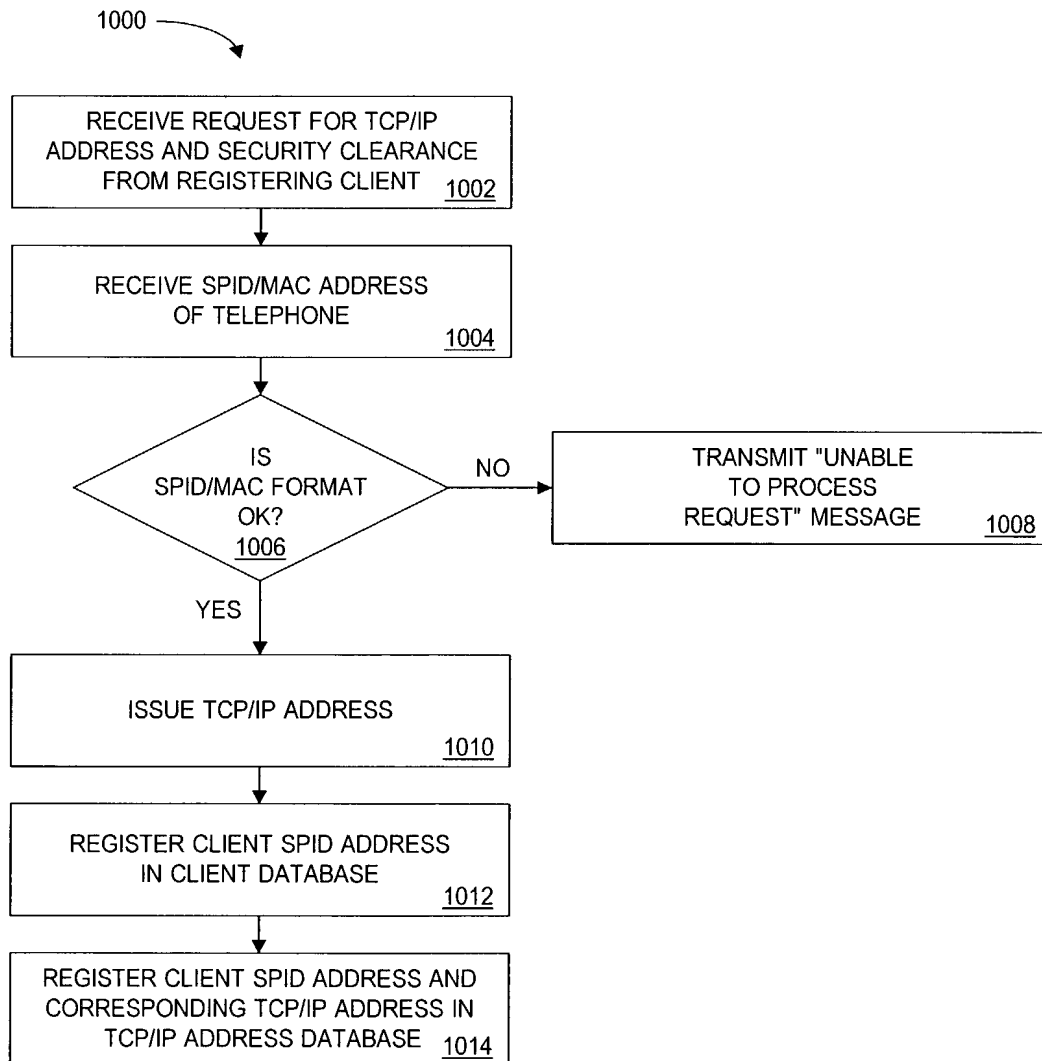 1000
RECEIVE REQUEST FOR TCP/IP
ADDRESS AND SECURITY CLEARANCE
FROM REGISTERING CLIENT
1002
RECEIVE SPID/MAC ADDRESS
OF TELEPHONE
1004
IS
SPID/MAC FORMAT
OK?
1006
NO
TRANSMIT "UNABLE
TO PROCESS
REQUEST" MESSAGE
1008
YES
ISSUE TCP/IP ADDRESS
1010
REGISTER CLIENT SPID ADDRESS
IN CLIENT DATABASE
1012
REGISTER CLIENT SPID ADDRESS AND
CORRESPONDING TCP/IP ADDRESS IN
TCP/IP ADDRESS DATABASE
1014